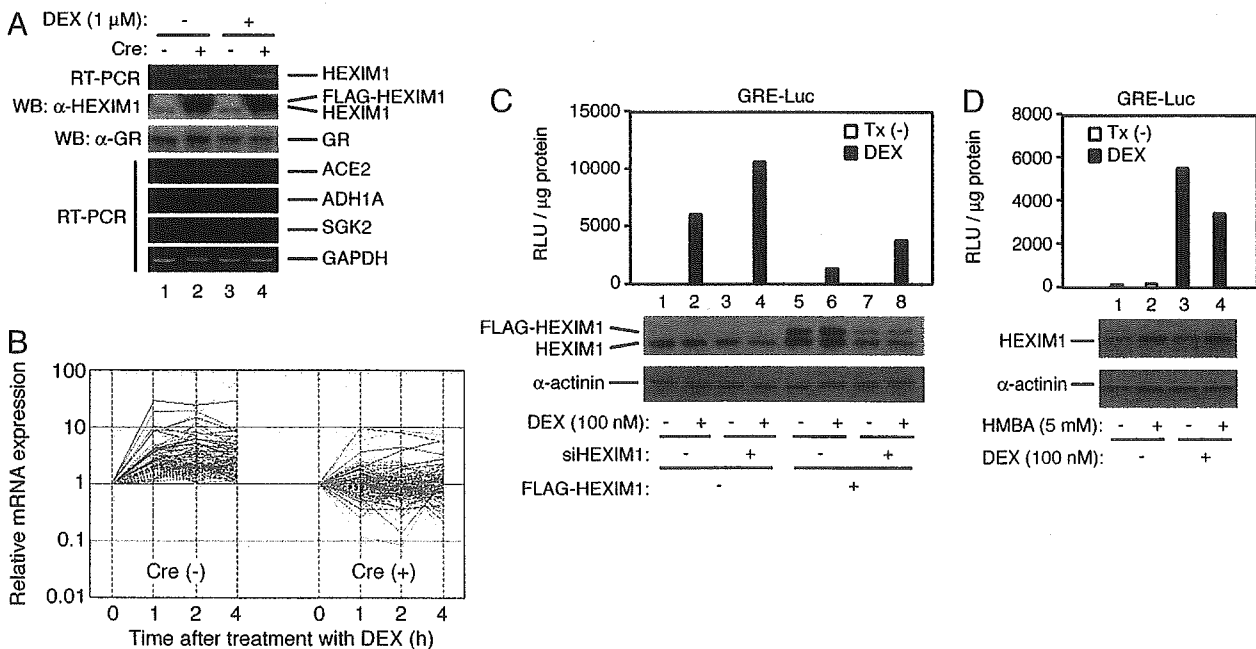 A
DEX (1 µM): - +
Cre: - + - +
RT-PCR HEXIM1
WB: α-HEXIM1 FLAG-HEXIM1
HEXIM1
WB: α-GR GR
RT-PCR
ACE2
ADH1A
SGK2
GAPDH
1 2 3 4
B
Relative mRNA expression
100
10
1
0.1
0.01
Cre (-) Cre (+)
0 1 2 4 0 1 2 4
Time after treatment with DEX (h)
C
GRE-Luc
Tx (-)
DEX
RLU / µg protein
15000
10000
5000
0
1 2 3 4 5 6 7 8
FLAG-HEXIM1
HEXIM1
α-actinin
DEX (100 nM): - + - + - + - +
siHEXIM1: - + - +
FLAG-HEXIM1: - +
D
GRE-Luc
Tx (-)
DEX
RLU / µg protein
8000
6000
4000
2000
0
1 2 3 4
HEXIM1
α-actinin
HMBA (5 mM): - + - +
DEX (100 nM): - +